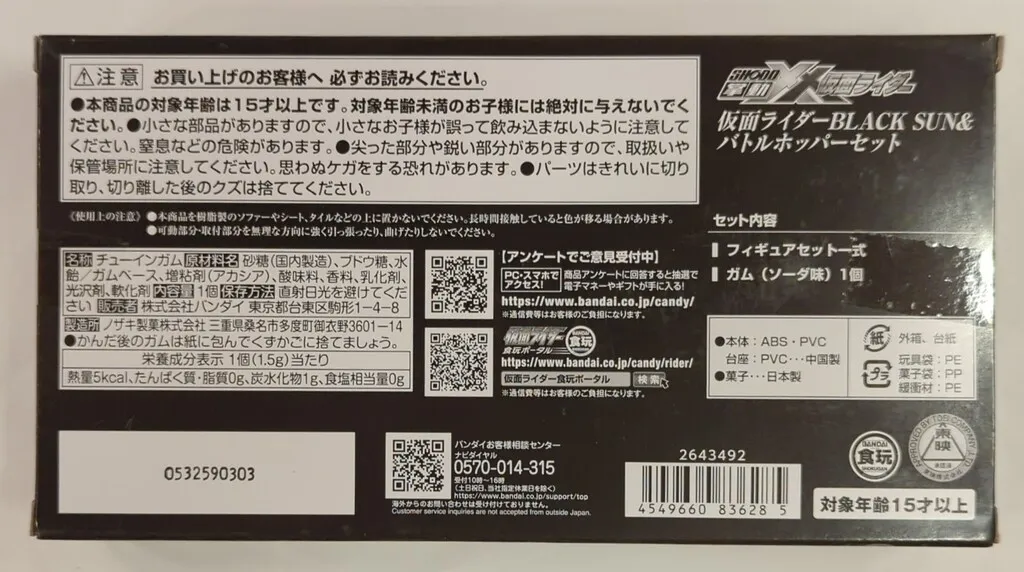 ⚠注意 お買い上げのお客様へ 必ずお読みください。
●本商品の対象年齢は15才以上です。対象年齢未満のお子様には絶対に与えないでく
ださい。●小さな部品がありますので、小さなお子様が誤って飲み込まないように注意して
ください。窒息などの危険があります。●尖った部分や鋭い部分がありますので、取扱いや
保管場所に注意してください。思わぬケガをする恐れがあります。●パーツはきれいに切り
取り、切り離した後のクズは捨ててください。
《使用上の注意》●本商品を樹脂製のソファーやシート、タイルなどの上に置かないでください。長時間接触していると色が移る場合があります。
●可動部分・取付部分を無理な方向に強く引っ張ったり、曲げたりしないでください。
SHODO
掌動 X 仮面ライダー
仮面ライダーBLACK SUN&
バトルホッパーセット
セット内容
フィギュアセット一式
ガム(ソーダ味)1個
名称 チューインガム 原材料名 砂糖(国内製造)、ブドウ糖、水
飴/ガムベース、増粘剤(アカシア)、酸味料、香料、乳化剤、
光沢剤、軟化剤 内容量 1個 保存方法 直射日光を避けてくだ
さい 販売者 株式会社バンダイ 東京都台東区駒形1-4-8
製造所 ノザキ製菓株式会社 三重県桑名市多度町御衣野3601-14
●かんだ後のガムは紙に包んでくずかごに捨てましょう。
栄養成分表示 1個(1.5g)当たり
熱量5kcal、たんぱく質・脂質0g、炭水化物1g、食塩相当量0g
【アンケートでご意見受付中】
PC・スマホで
アクセス!
商品アンケートに回答すると抽選で
電子マネーやギフトが手に入る!
https://www.bandai.co.jp/candy/
※通信費等はお客様のご負担になります。
仮面ライダー
食玩ポータル
BANDAI
食玩
https://www.bandai.co.jp/candy/rider/
仮面ライダー食玩ポータル 検索
※通信費等はお客様のご負担になります。
●本体:ABS・PVC
台座:PVC・・・中国製
●菓子・・・日本製
紙
外箱、台紙
プラ
玩具袋:PE
菓子袋:PP
緩衝材:PE
0532590303
バンダイお客様相談センター
ナビダイヤル
0570-014-315
受付10時~16時
(土日祝日、当社指定休業日を除く)
https://www.bandai.co.jp/support/top
海外からのお問い合わせは受け付けておりません。
Customer service inquiries are not accepted from outside Japan.
2643492
4549660 836285
BANDAI
食玩
SHOKUGAN
APPROVED BY TOEI COMPANY, LTD
東映
対象年齢15才以上